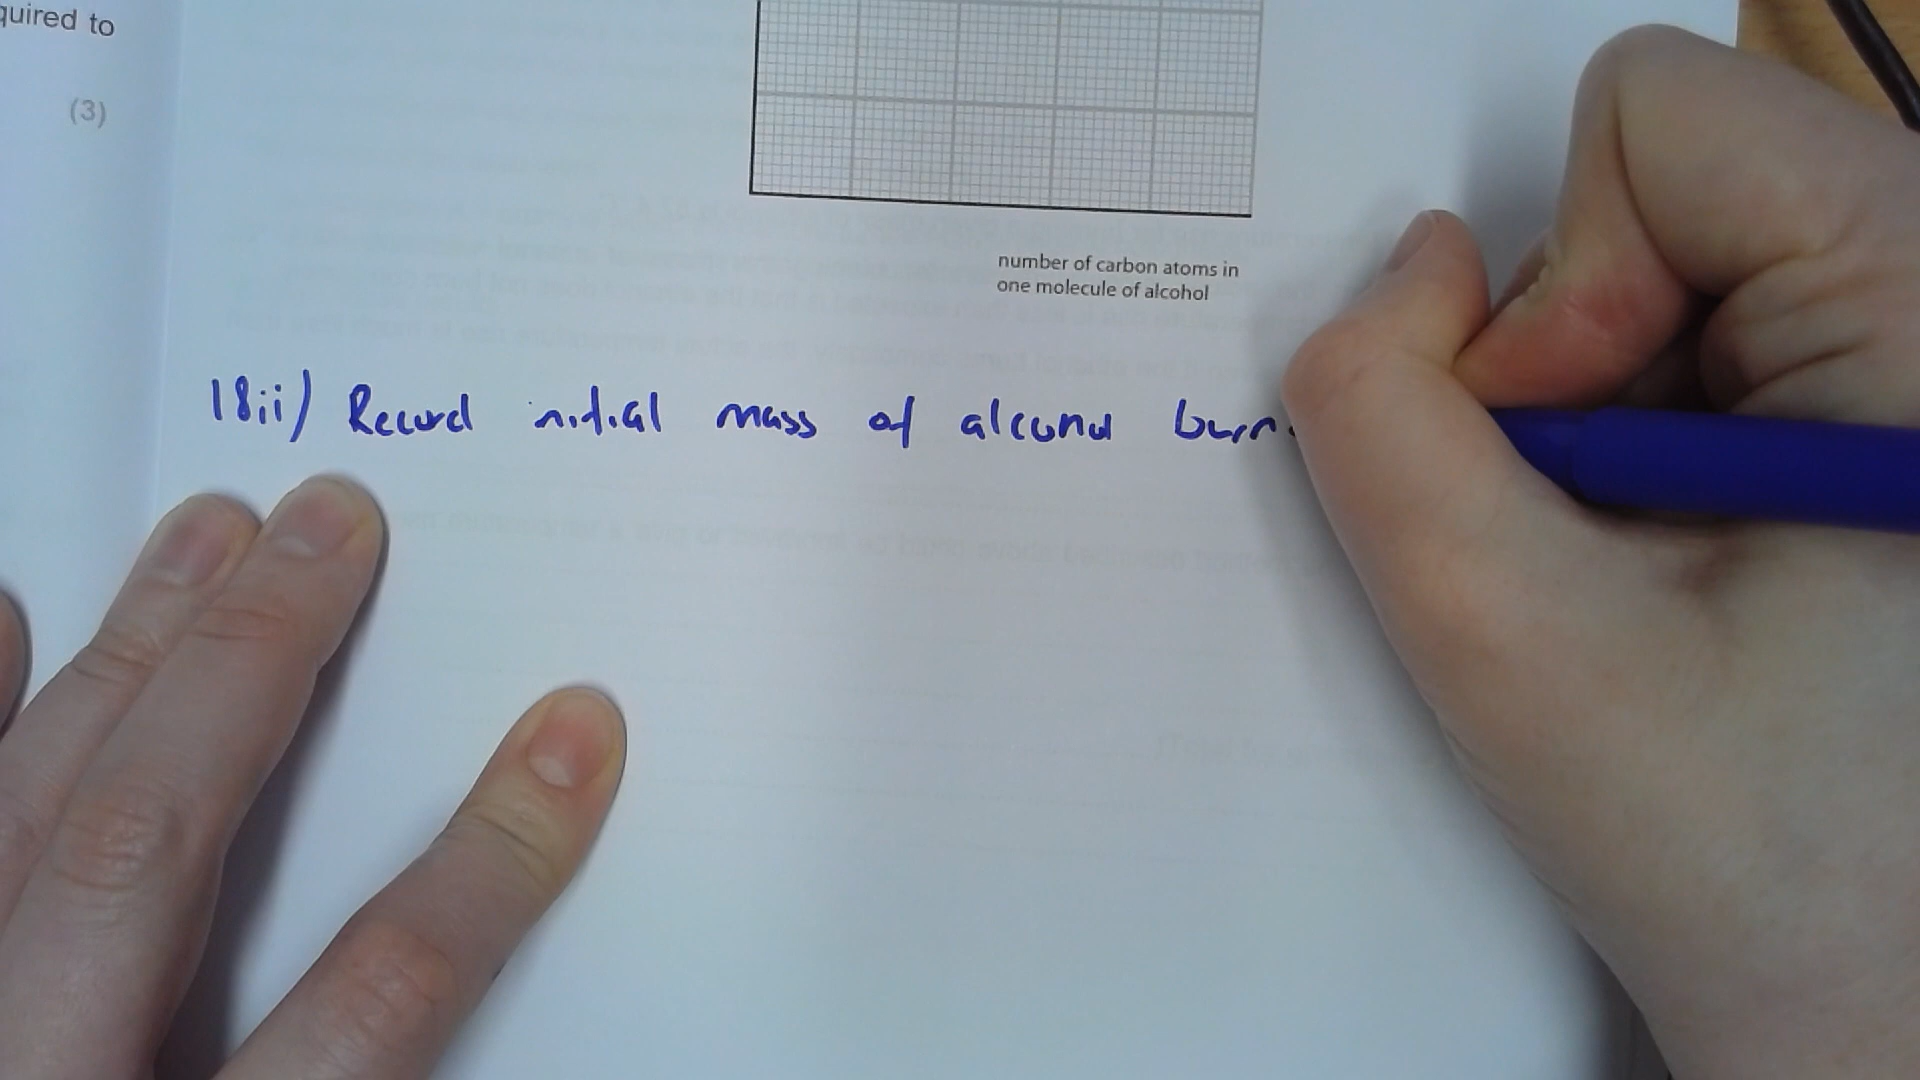 quired to
(3)
number of carbon atoms in
one molecule of alcohol
18ii) Record initial mass of alcohol burn